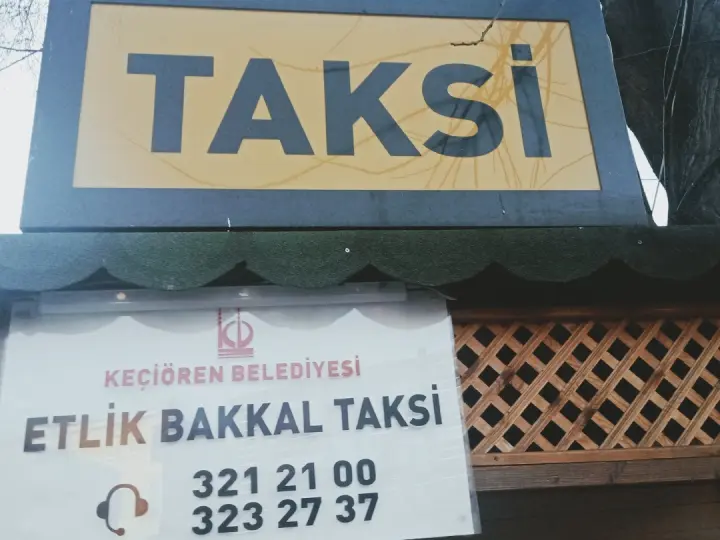 TAKSİ
KEÇİÖREN BELEDİYESİ
ETLİK BAKKAL TAKSİ
321 21 00
323 27 37